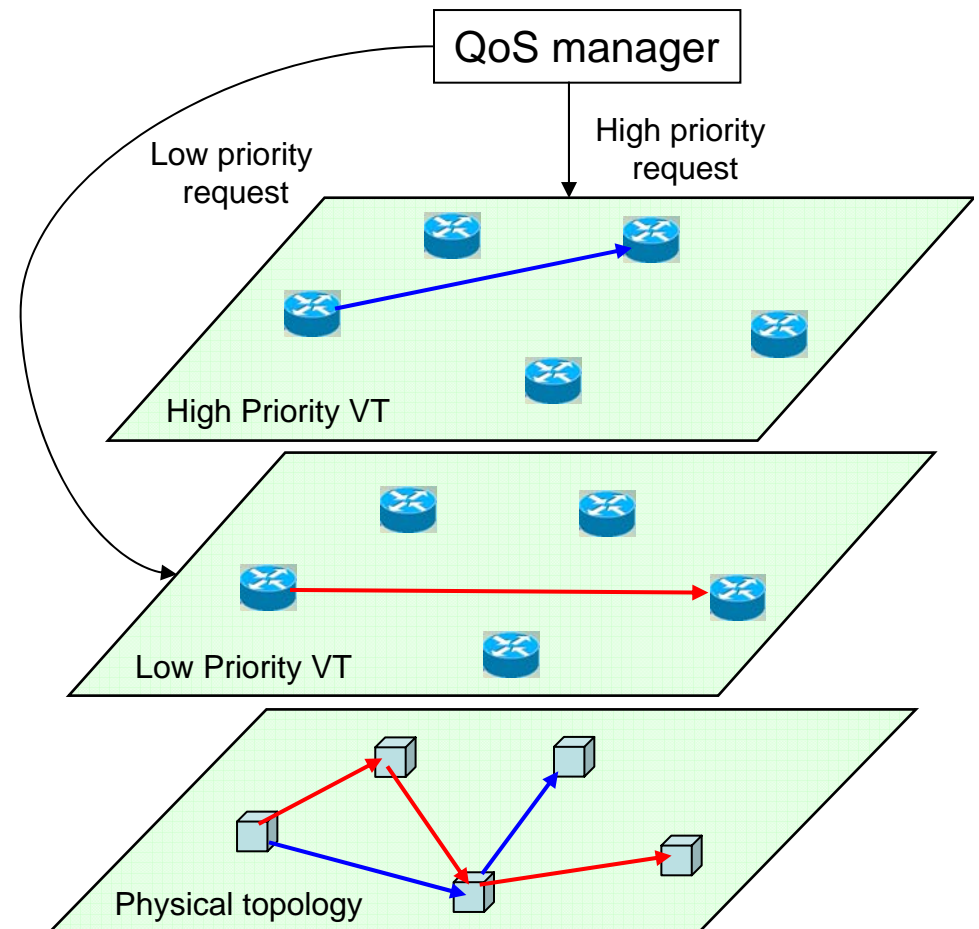 QoS manager
High priority
request
Low priority
request
High Priority VT
Low Priority VT
Physical topology